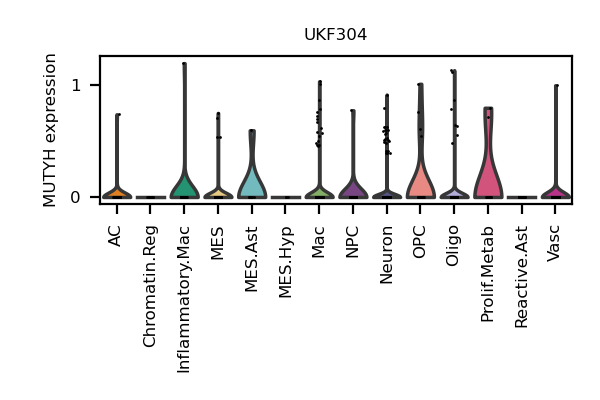 UKF304
MUTYH expression
1
0
AC
Chromatin.Reg
Inflammatory.Mac
MES
MES.Ast
MES.Hyp
Mac
NPC
Neuron
OPC
Oligo
Prolif.Metab
Reactive.Ast
Vasc